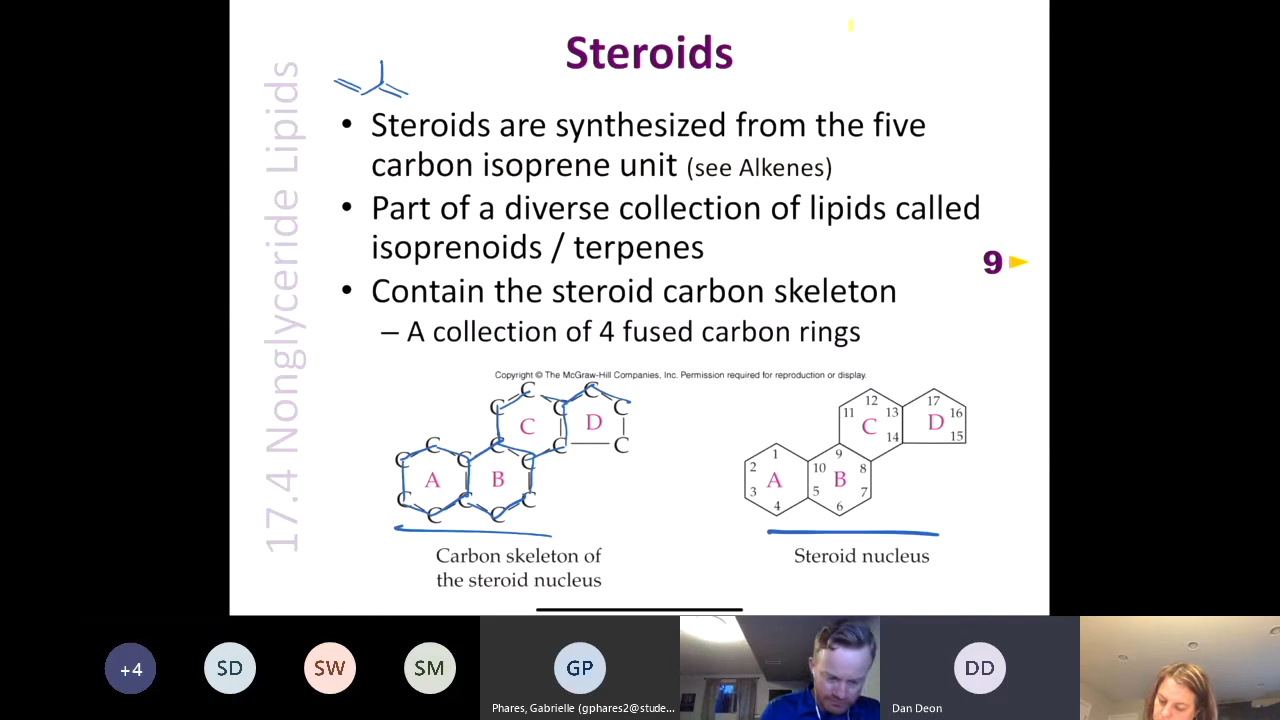 Steroids
17.4 Nonglyceride Lipids
• Steroids are synthesized from the five
carbon isoprene unit (see Alkenes)
• Part of a diverse collection of lipids called
isoprenoids / terpenes
9
• Contain the steroid carbon skeleton
– A collection of 4 fused carbon rings
Copyright © The McGraw-Hill Companies, Inc. Permission required for reproduction or display.
C C
C C C
C D
C C C
C C C C
A B
C C C
C C
12 17
11 13 16
C D
14 15
1 9
2 10 8
A B
3 5 7
4 6
Carbon skeleton of
the steroid nucleus
Steroid nucleus
+4
SD
SW
SM
GP
DD
Phares, Gabrielle (gphares2@stude...
Dan Deon